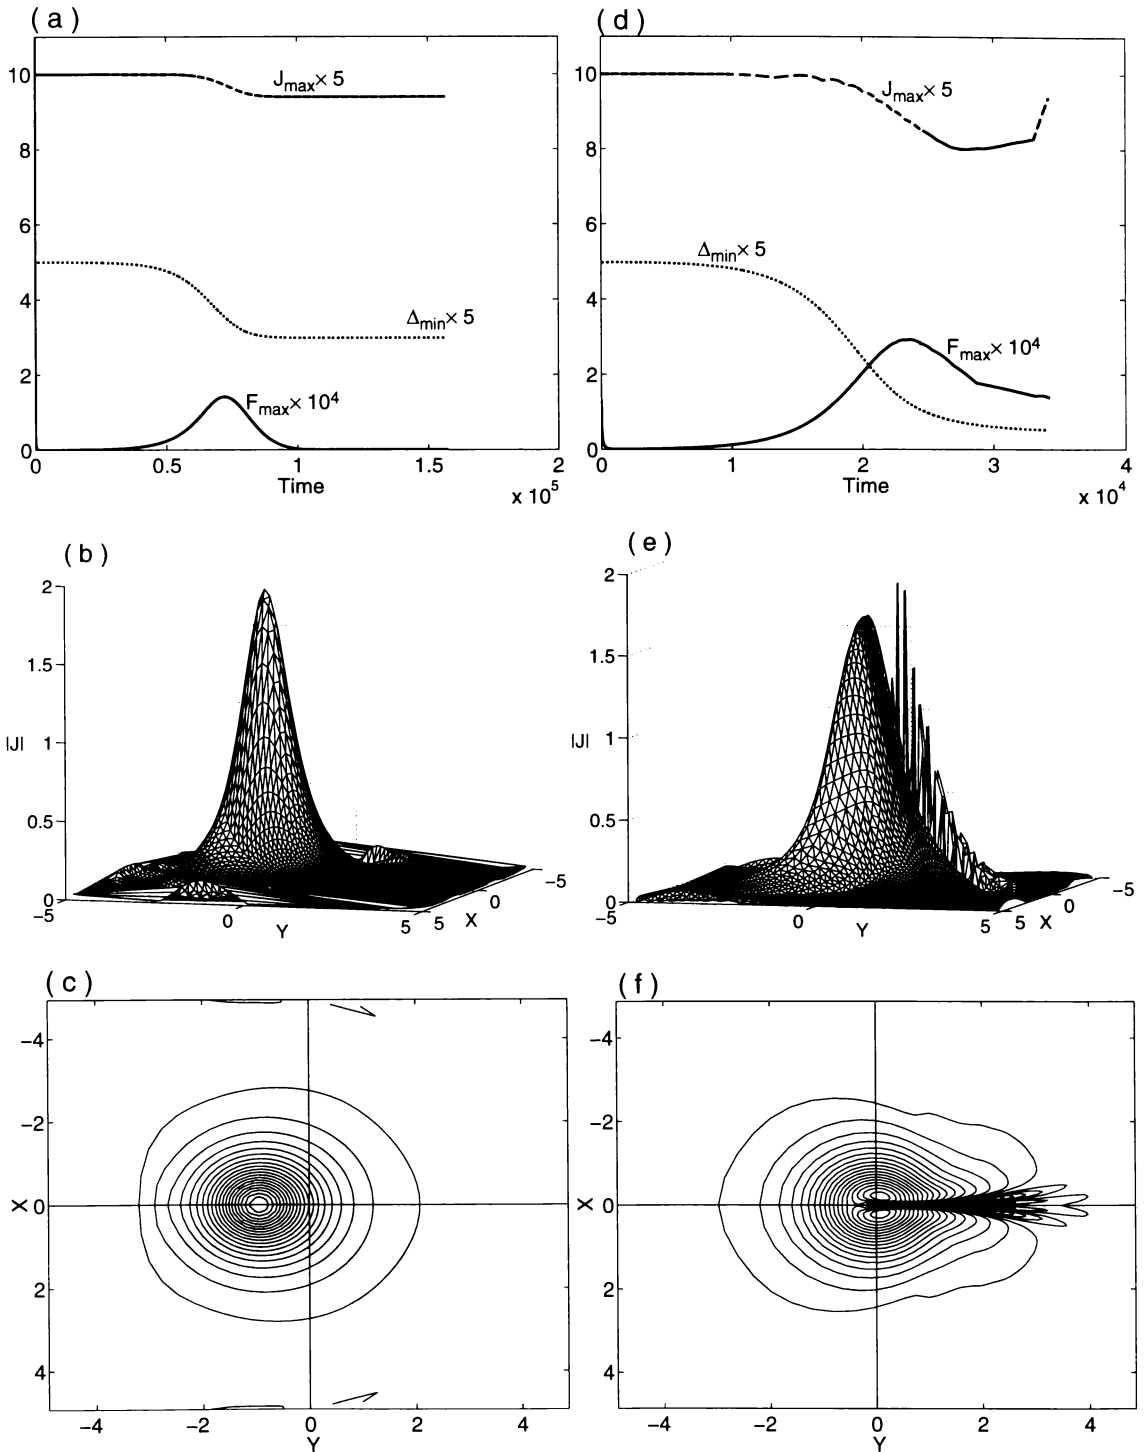 (a)
10
8
6
4
2
0
J_max × 5
Δ_min × 5
F_max × 10^4
0 0.5 1 1.5 2
Time
x 10^5
(d)
10
8
6
4
2
0
J_max × 5
Δ_min × 5
F_max × 10^4
0 1 2 3 4
Time
x 10^4
(b)
2
1.5
1
0.5
0
|J|
-5 0 5
Y
5 0 -5
X
(e)
2
1.5
1
0.5
0
|J|
-5 0 5
Y
5 0 -5
X
(c)
-4
-2
0
2
4
X
-4 -2 0 2 4
Y
(f)
-4
-2
0
2
4
X
-4 -2 0 2 4
Y